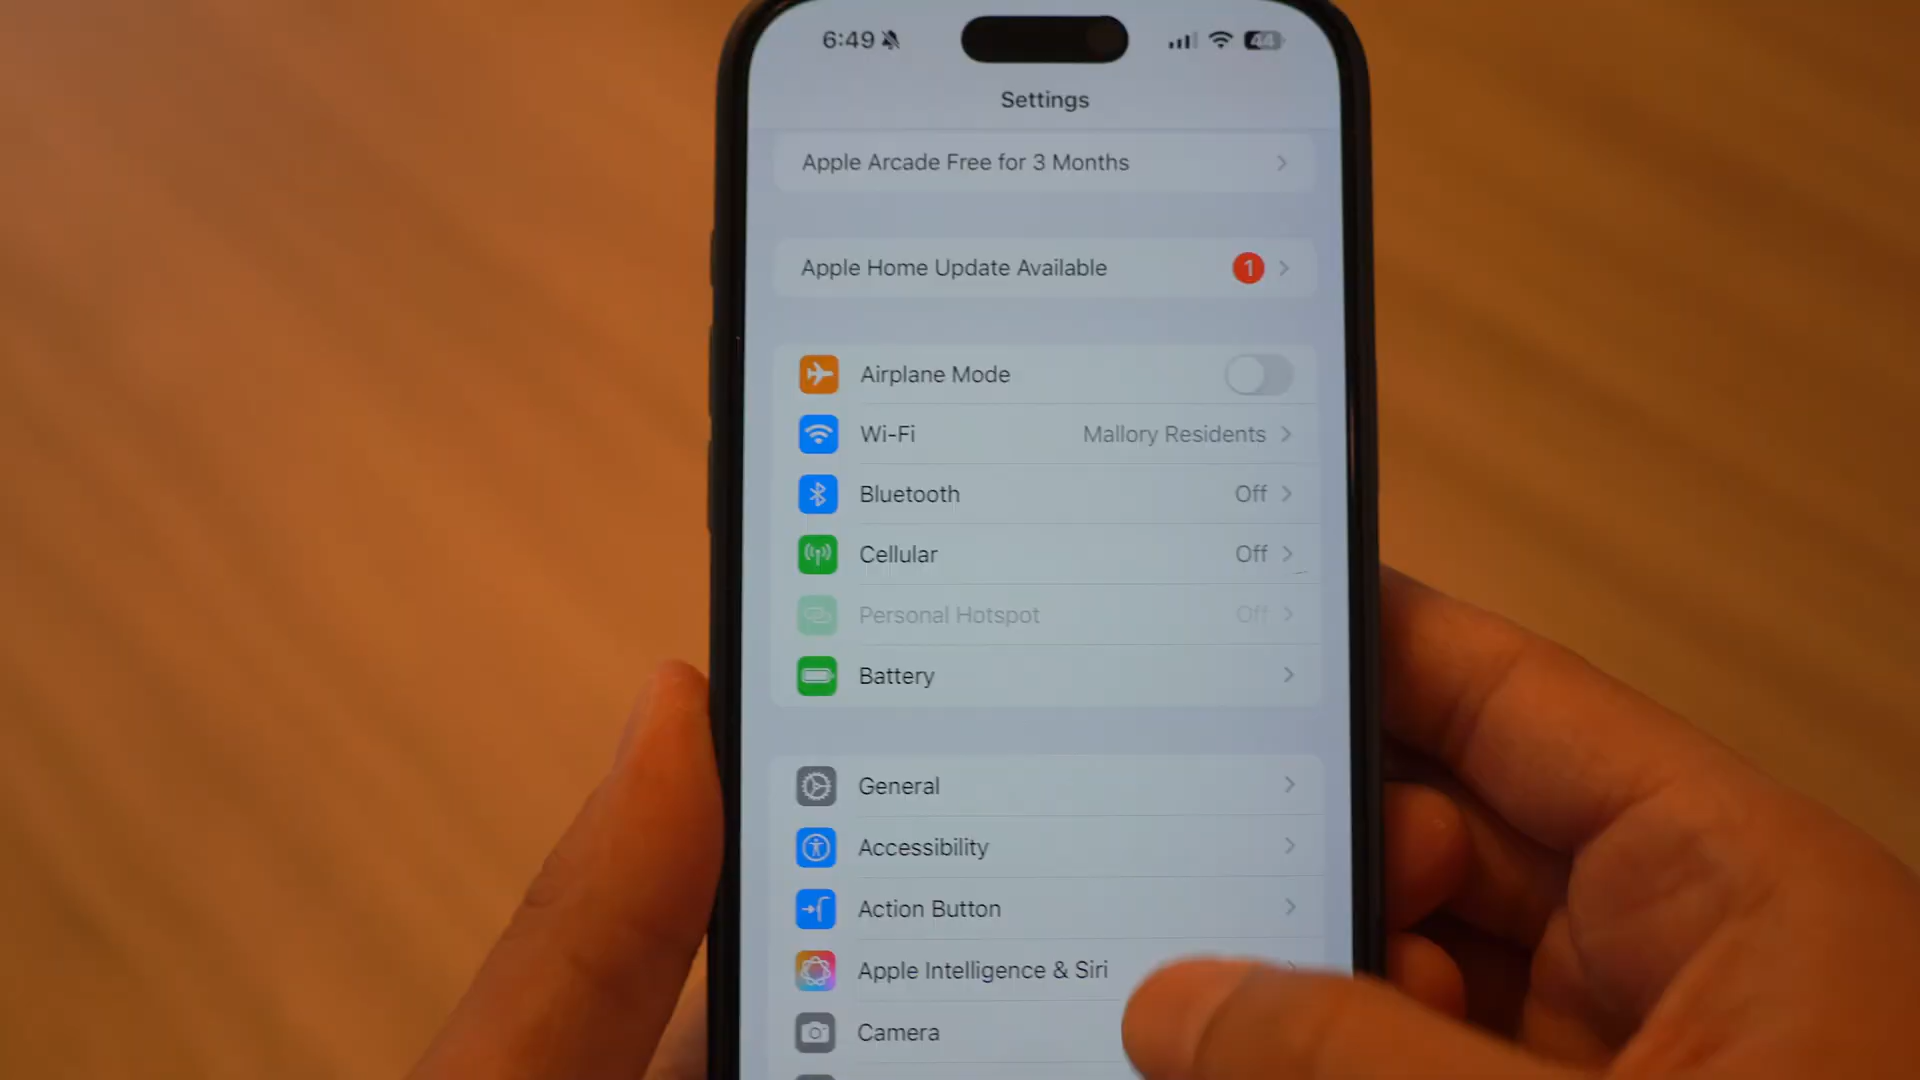 6:49
44
Settings
Apple Arcade Free for 3 Months
Apple Home Update Available 1
Airplane Mode
Wi-Fi Mallory Residents
Bluetooth Off
Cellular Off
Personal Hotspot Off
Battery
General
Accessibility
Action Button
Apple Intelligence & Siri
Camera